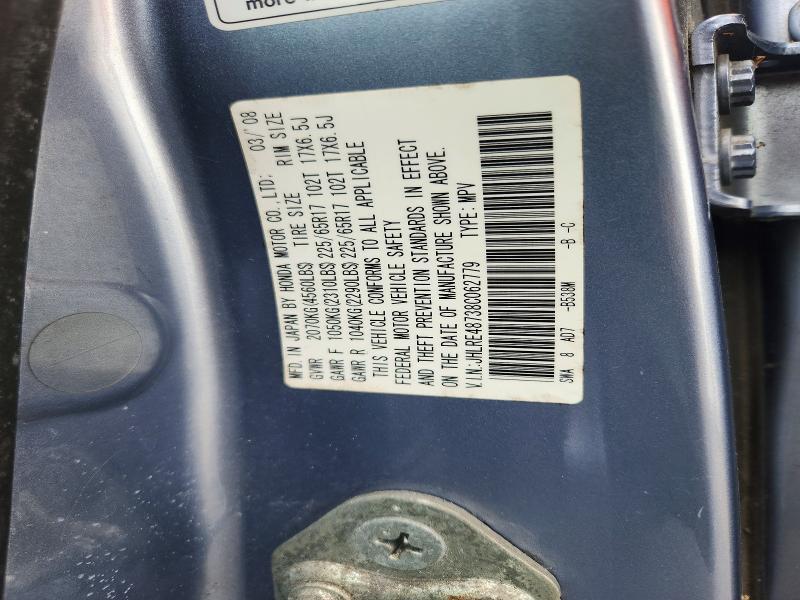 more
MFD. IN JAPAN BY HONDA MOTOR CO., LTD. 03/'08
GVWR 2070KG(4560LBS) TIRE SIZE RIM SIZE
GAWR F 1050KG(2310LBS) 225/65R17 102T 17X6.5J
GAWR R 1040KG(2290LBS) 225/65R17 102T 17X6.5J
THIS VEHICLE CONFORMS TO ALL APPLICABLE
FEDERAL MOTOR VEHICLE SAFETY
AND THEFT PREVENTION STANDARDS IN EFFECT
ON THE DATE OF MANUFACTURE SHOWN ABOVE.
V.I.N:JHLRE48738C062779 TYPE: MPV
SWA 8 AD7 -B538M -B -C